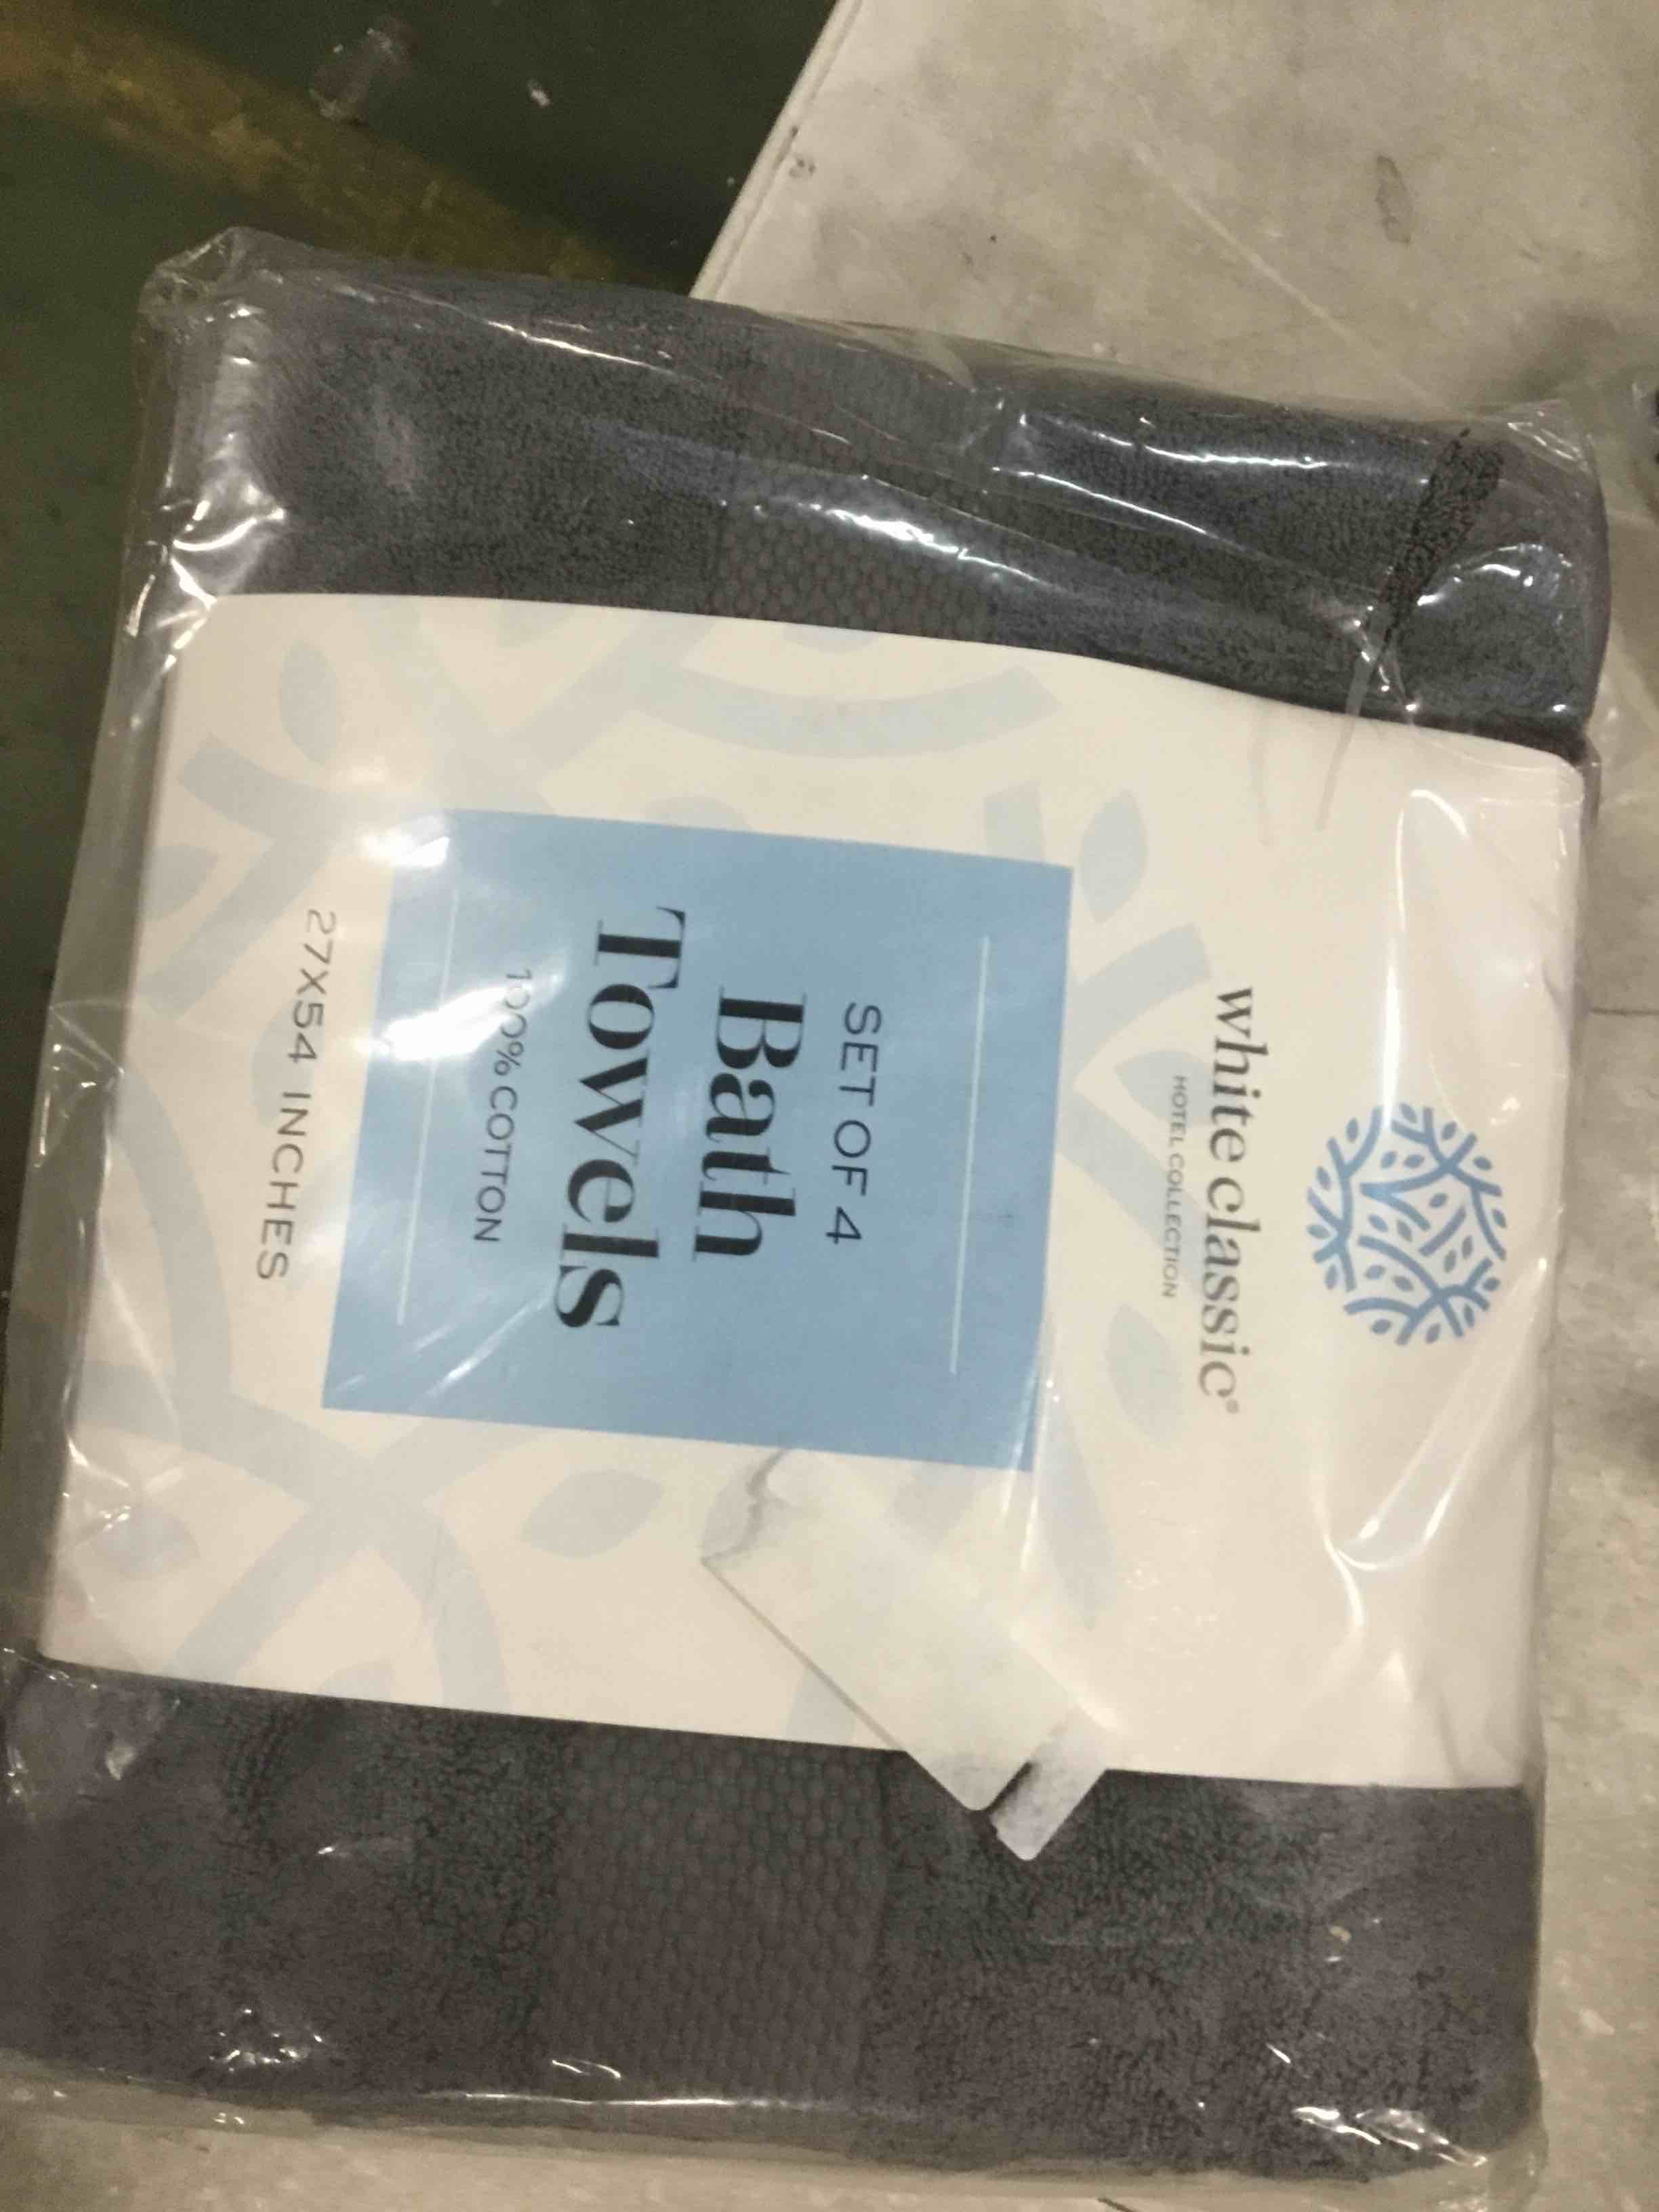 white classic®
HOTEL COLLECTION
SET OF 4
Bath
Towels
100% COTTON
27X54 INCHES